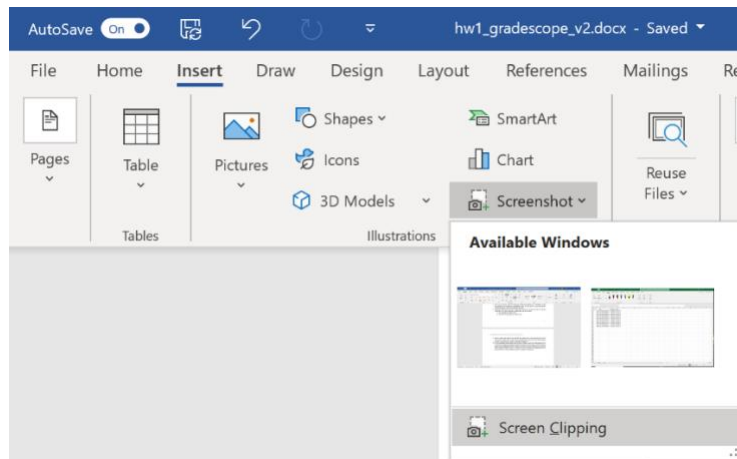 AutoSave On hw1_gradescope_v2.docx - Saved
File Home Insert Draw Design Layout References Mailings
Pages
Table
Tables
Pictures
Shapes
Icons
3D Models
Illustrations
SmartArt
Chart
Screenshot
Reuse
Files
Available Windows
Screen Clipping